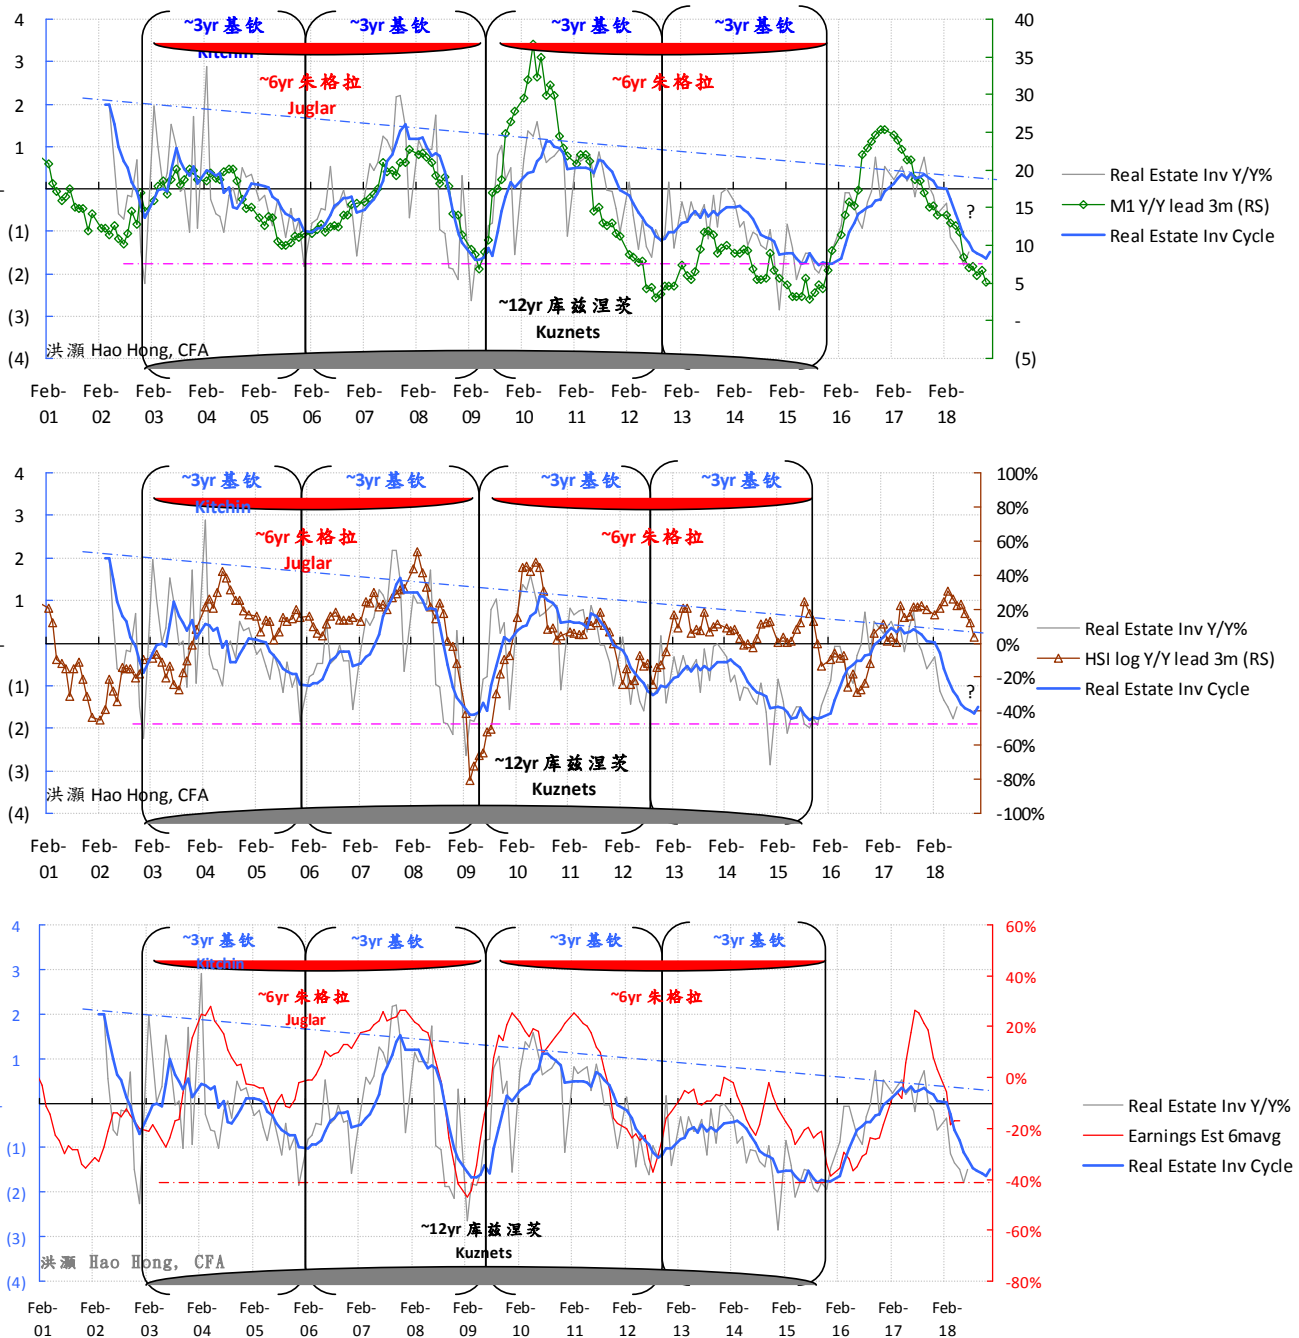 ~3yr 基钦
~3yr 基钦
~3yr 基钦
~3yr 基钦
Kitchin
~6yr 朱格拉
Juglar
~6yr 朱格拉
4
3
2
1
-
(1)
(2)
(3)
(4)
40
35
30
25
20
15
10
5
-
(5)
?
~12yr 库兹涅茨
Kuznets
洪灝 Hao Hong, CFA
Feb-01
Feb-02
Feb-03
Feb-04
Feb-05
Feb-06
Feb-07
Feb-08
Feb-09
Feb-10
Feb-11
Feb-12
Feb-13
Feb-14
Feb-15
Feb-16
Feb-17
Feb-18
Real Estate Inv Y/Y%
M1 Y/Y lead 3m (RS)
Real Estate Inv Cycle
~3yr 基钦
~3yr 基钦
~3yr 基钦
~3yr 基钦
Kitchin
~6yr 朱格拉
Juglar
~6yr 朱格拉
4
3
2
1
-
(1)
(2)
(3)
(4)
100%
80%
60%
40%
20%
0%
-20%
-40%
-60%
-80%
-100%
?
~12yr 库兹涅茨
Kuznets
洪灝 Hao Hong, CFA
Feb-01
Feb-02
Feb-03
Feb-04
Feb-05
Feb-06
Feb-07
Feb-08
Feb-09
Feb-10
Feb-11
Feb-12
Feb-13
Feb-14
Feb-15
Feb-16
Feb-17
Feb-18
Real Estate Inv Y/Y%
HSI log Y/Y lead 3m (RS)
Real Estate Inv Cycle
~3yr 基钦
~3yr 基钦
~3yr 基钦
~3yr 基钦
Kitchin
~6yr 朱格拉
Juglar
~6yr 朱格拉
4
3
2
1
-
(1)
(2)
(3)
(4)
60%
40%
20%
0%
-20%
-40%
-60%
-80%
~12yr 库兹涅茨
Kuznets
洪灝 Hao Hong, CFA
Feb-01
Feb-02
Feb-03
Feb-04
Feb-05
Feb-06
Feb-07
Feb-08
Feb-09
Feb-10
Feb-11
Feb-12
Feb-13
Feb-14
Feb-15
Feb-16
Feb-17
Feb-18
Real Estate Inv Y/Y%
Earnings Est 6mavg
Real Estate Inv Cycle